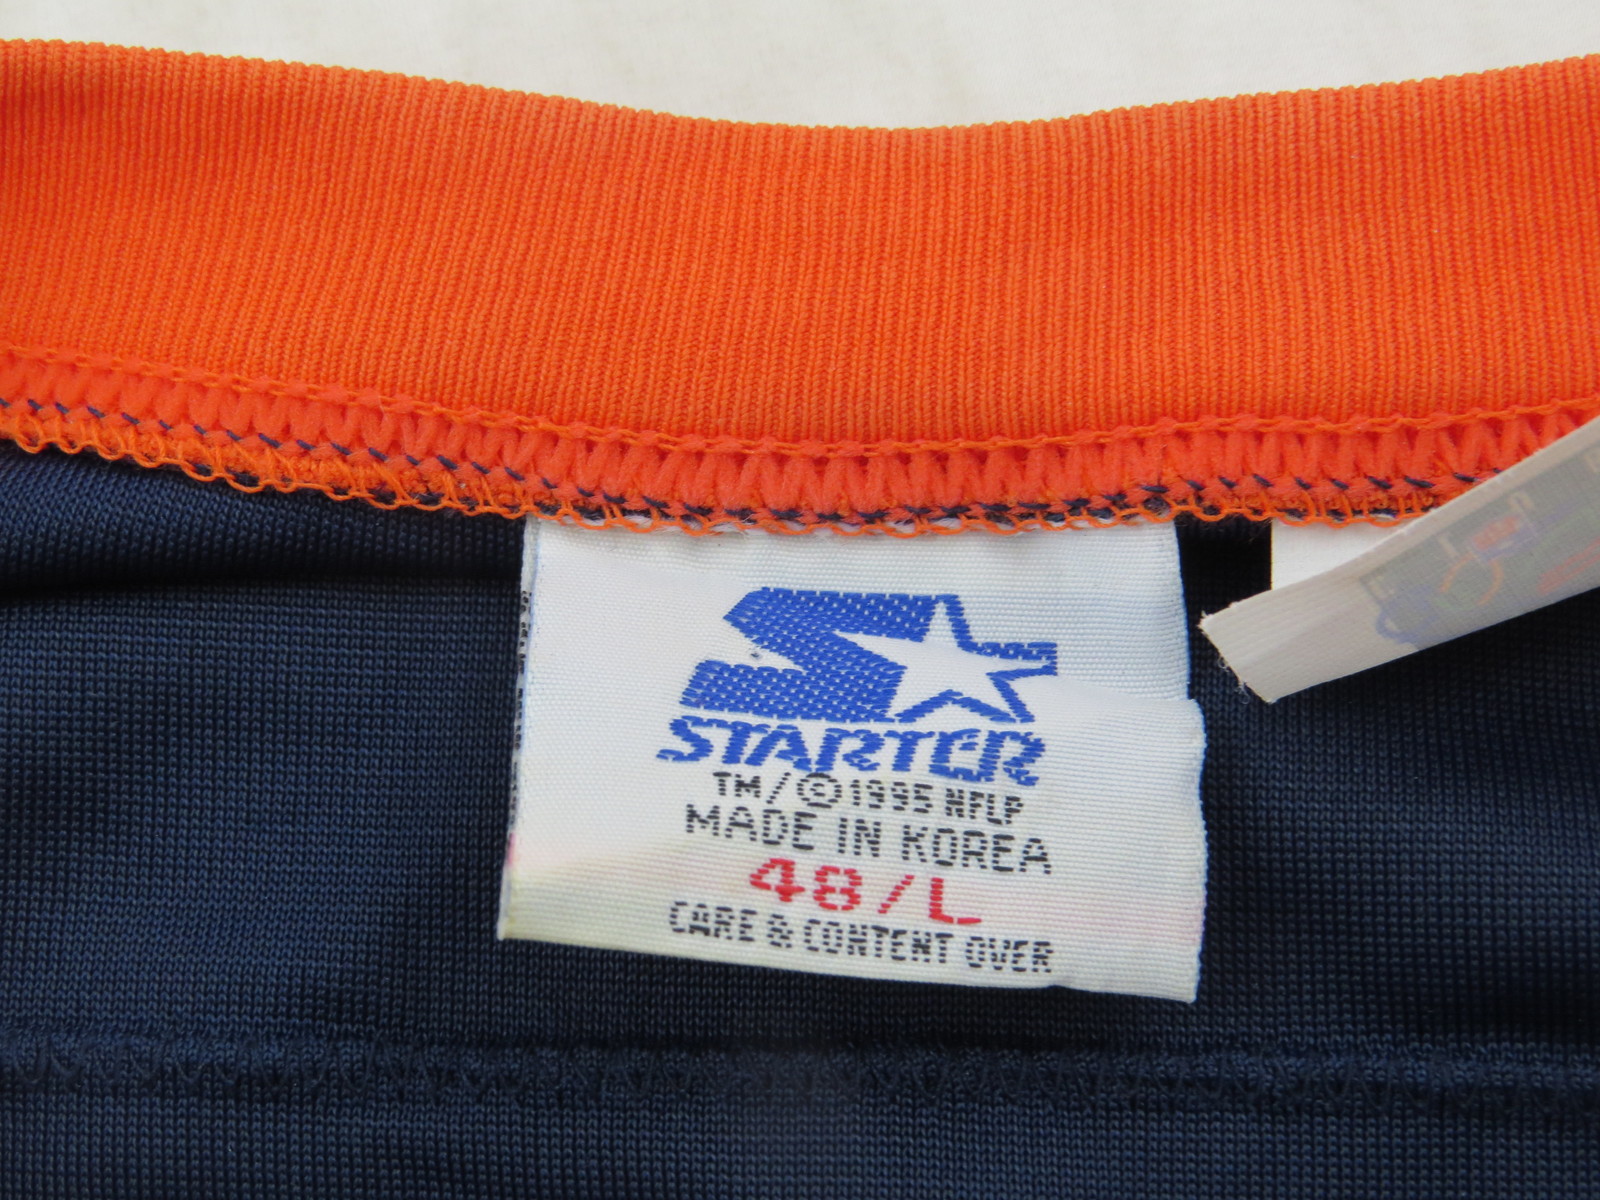 STARTER
TM/©1995 NFLP
MADE IN KOREA
48/L
CARE & CONTENT OVER